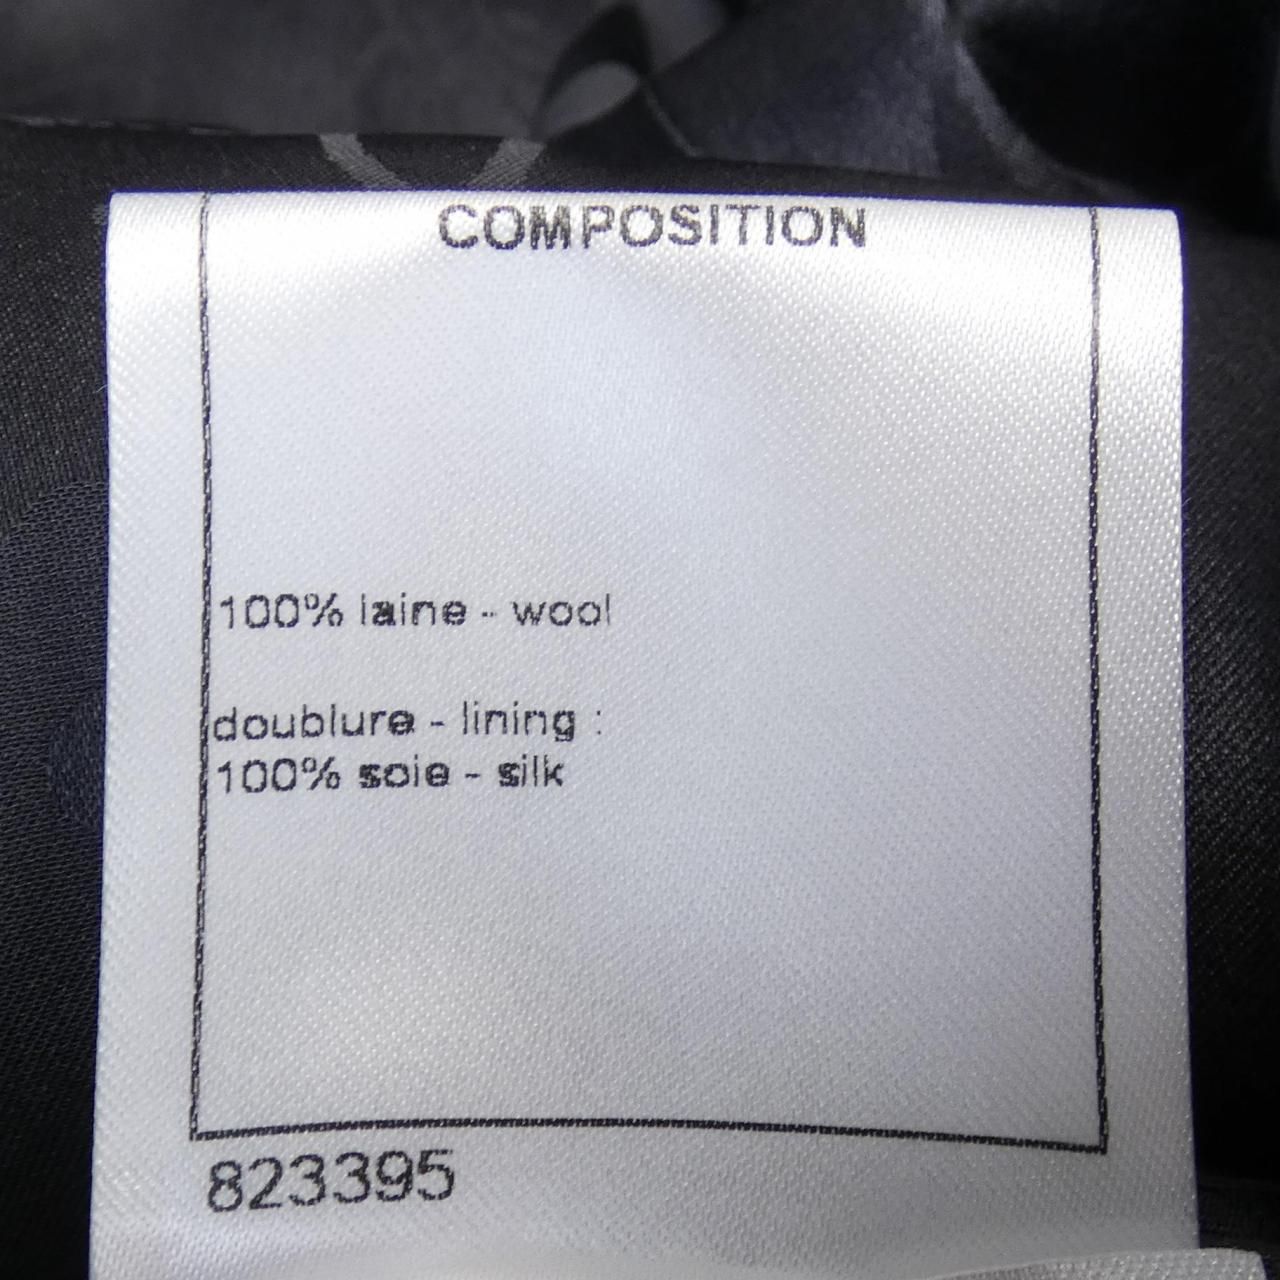 COMPOSITION
100% laine - wool
doublure - lining :
100% soie - silk
823395